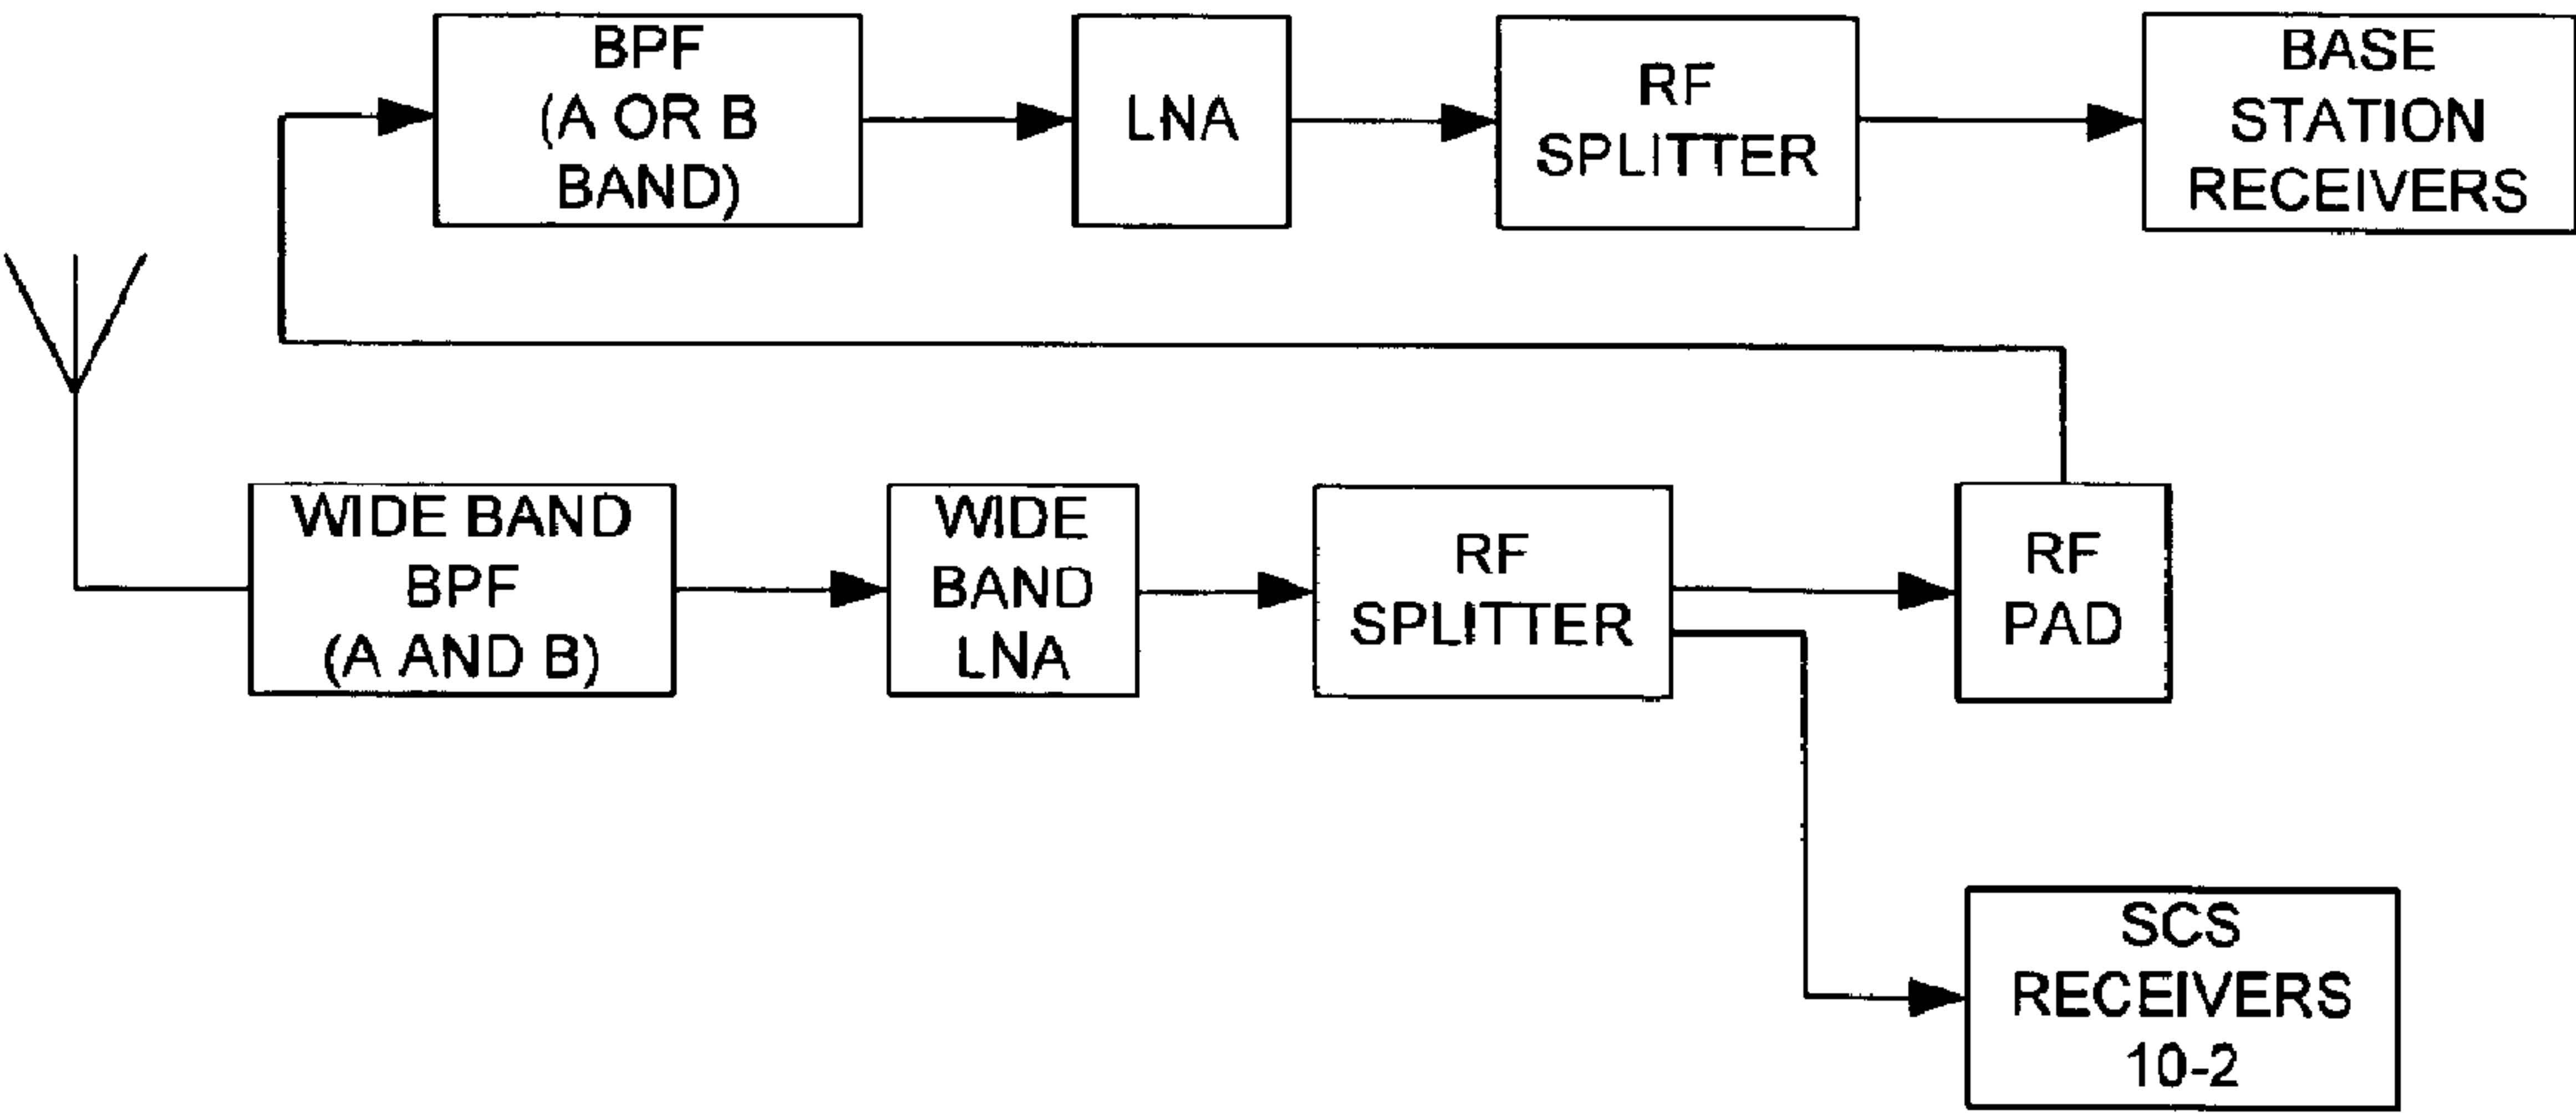 BPF
(A OR B
BAND)
LNA
RF
SPLITTER
BASE
STATION
RECEIVERS
WIDE BAND
BPF
(A AND B)
WIDE
BAND
LNA
RF
SPLITTER
RF
PAD
SCS
RECEIVERS
10-2